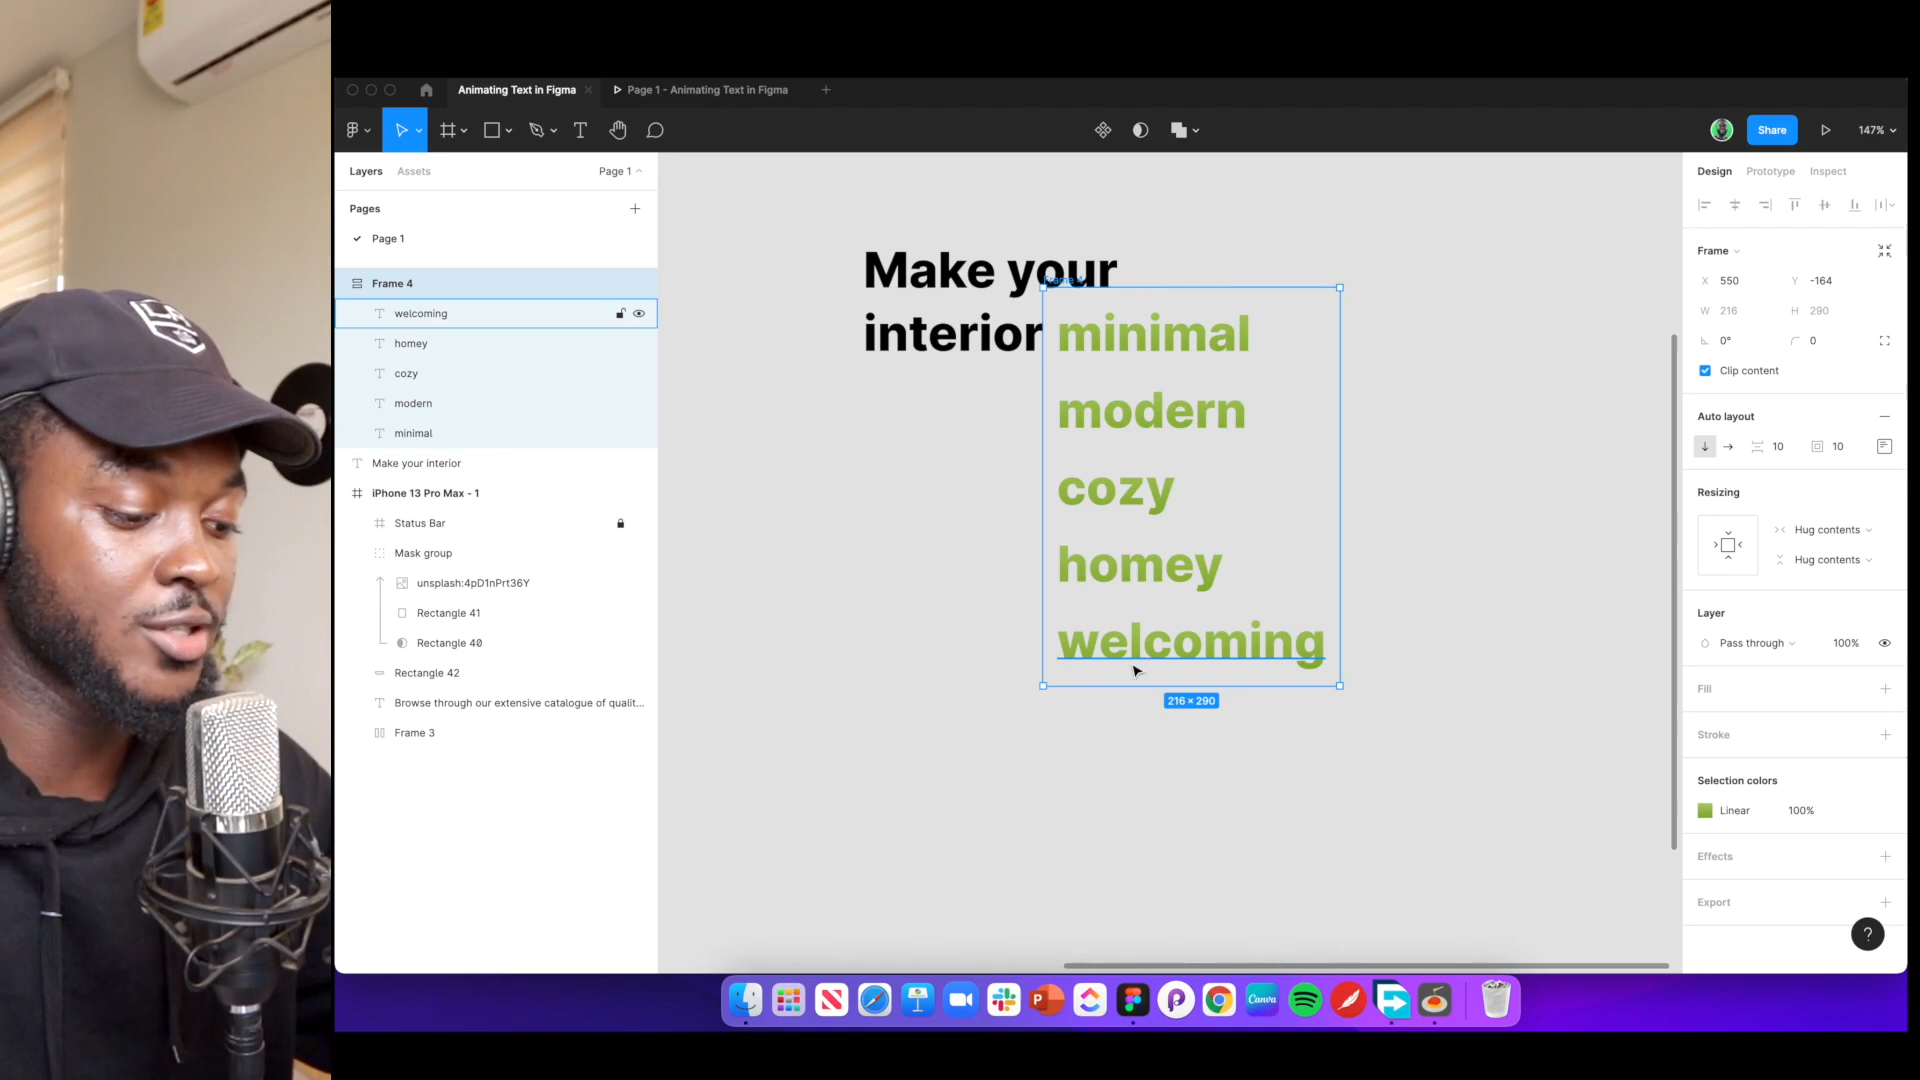 Animating Text in Figma
Page 1 - Animating Text in Figma
Share
147%
Layers
Assets
Page 1
Pages
Page 1
Frame 4
welcoming
homey
cozy
modern
minimal
Make your interior
iPhone 13 Pro Max - 1
Status Bar
Mask group
unsplash:4pD1nPrt36Y
Rectangle 41
Rectangle 40
Rectangle 42
Browse through our extensive catalogue of qualit...
Frame 3
Make your
interior
minimal
modern
cozy
homey
welcoming
216 × 290
Design
Prototype
Inspect
Frame
X 550
Y -164
W 216
H 290
0°
0
Clip content
Auto layout
10
10
Resizing
Hug contents
Hug contents
Layer
Pass through
100%
Fill
Stroke
Selection colors
Linear
100%
Effects
Export
?
Canva